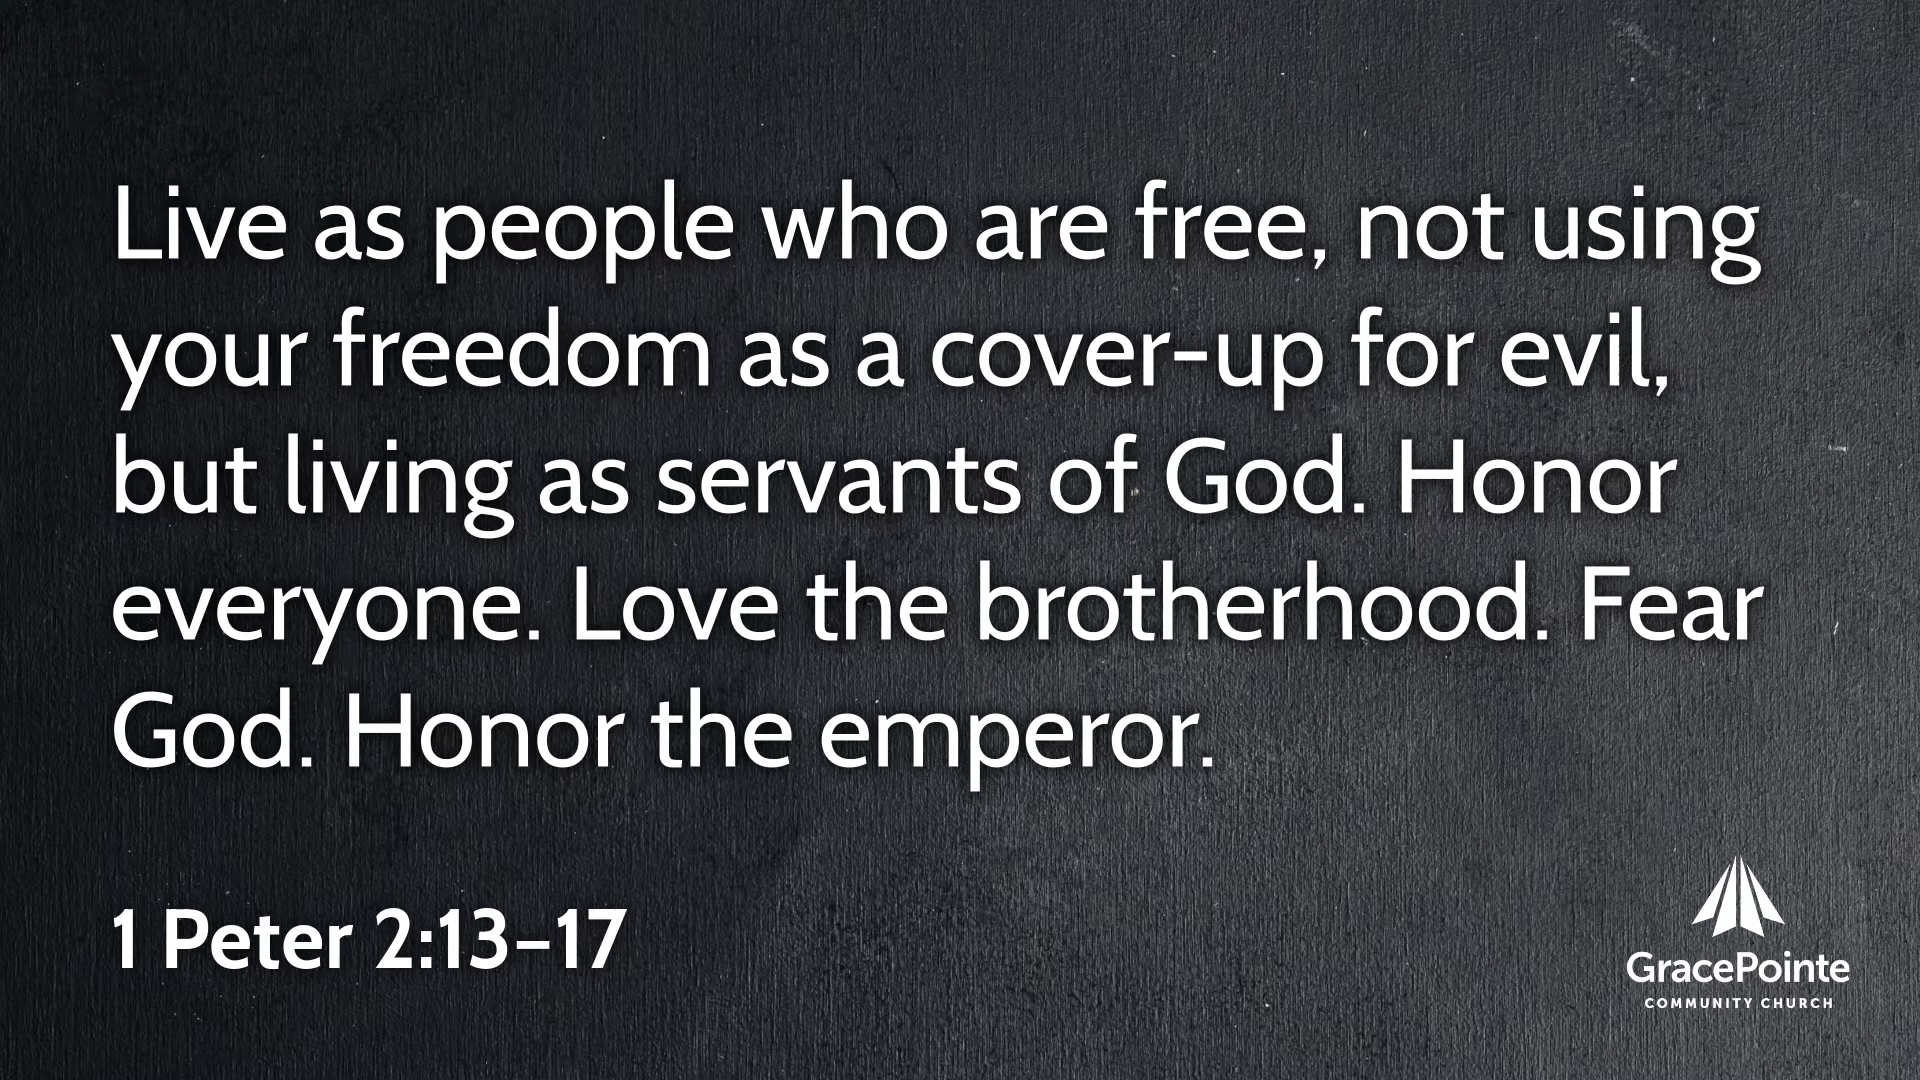 Live as people who are free, not using
your freedom as a cover-up for evil,
but living as servants of God. Honor
everyone. Love the brotherhood. Fear
God. Honor the emperor.
1 Peter 2:13–17
GracePointe
COMMUNITY CHURCH